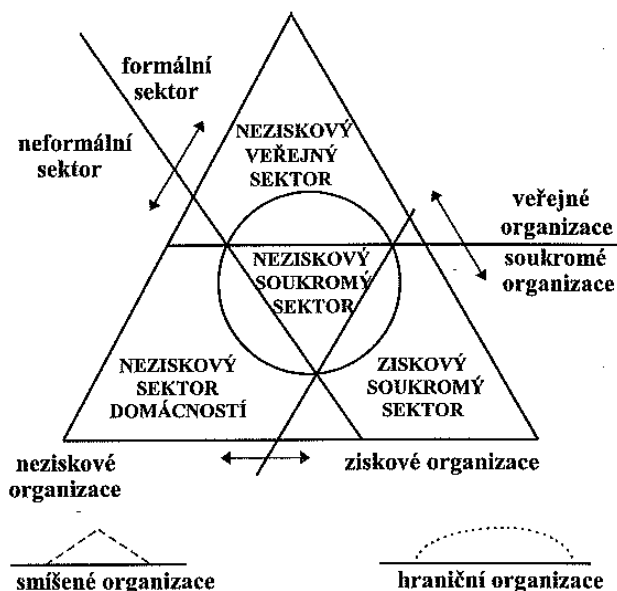 formální
sektor
neformální
sektor
NEZISKOVÝ
VEŘEJNÝ
SEKTOR
veřejné
organizace
soukromé
organizace
NEZISKOVÝ
SOUKROMÝ
SEKTOR
NEZISKOVÝ
SEKTOR
DOMÁCNOSTÍ
ZISKOVÝ
SOUKROMÝ
SEKTOR
neziskové
organizace
ziskové organizace
smíšené organizace
hraniční organizace